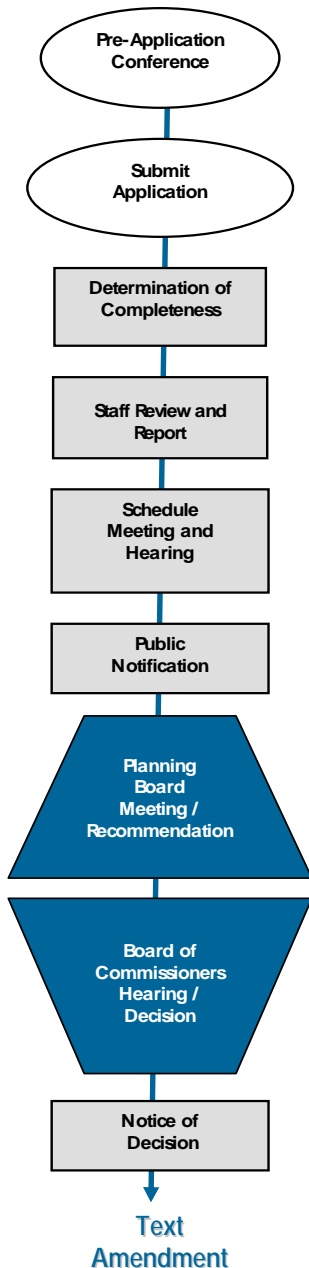 Pre-Application
Conference
Submit
Application
Determination of
Completeness
Staff Review and
Report
Schedule
Meeting and
Hearing
Public
Notification
Planning
Board
Meeting /
Recommendation
Board of
Commissioners
Hearing /
Decision
Notice of
Decision
Text
Amendment